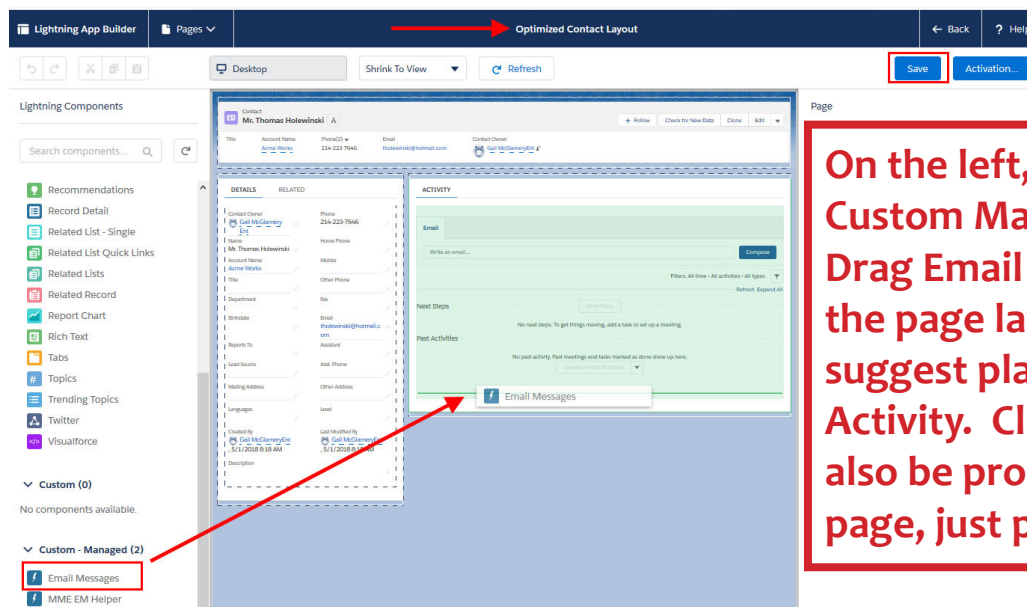 Lightning App Builder
Pages
Optimized Contact Layout
Back
? Help
Desktop
Shrink To View
Refresh
Save
Activation...
Lightning Components
Search components...
Recommendations
Record Detail
Related List - Single
Related List Quick Links
Related Lists
Related Record
Report Chart
Rich Text
Tabs
# Topics
Trending Topics
Twitter
Visualforce
Custom (0)
No components available.
Custom - Managed (2)
Email Messages
MME EM Helper
Contact
Mr. Thomas Holewinski
+ Follow
Check for New Data
Clone
Edit
Title
Account Name
Phone(2)
Email
Contact Owner
Acme Works
214-223-7646
tholewinski@hotmail.com
Gail McGlameryEnt
DETAILS
RELATED
Contact Owner
Phone
Gail McGlamery
Ent
214-223-7646
Name
Home Phone
Mr. Thomas Holewinski
Account Name
Mobile
Acme Works
Title
Other Phone
Department
Fax
Birthdate
Email
tholewinski@hotmail.c
om
Reports To
Assistant
Lead Source
Asst. Phone
Mailing Address
Other Address
Languages
Level
Created By
Last Modified By
Gail McGlameryEnt
, 5/1/2018 8:18 AM
, 5/1/2018 8:18 AM
Description
ACTIVITY
Email
Write an email...
Compose
Filters: All time • All activities • All types
Refresh Expand All
Next Steps
More Steps
No next steps. To get things moving, add a task or set up a meeting.
Past Activities
No past activity. Past meetings and tasks marked as done show up here.
Load More Past Activities
Email Messages
Page
On the left,
Custom Ma
Drag Email
the page la
suggest pla
Activity. Cl
also be pro
page, just p